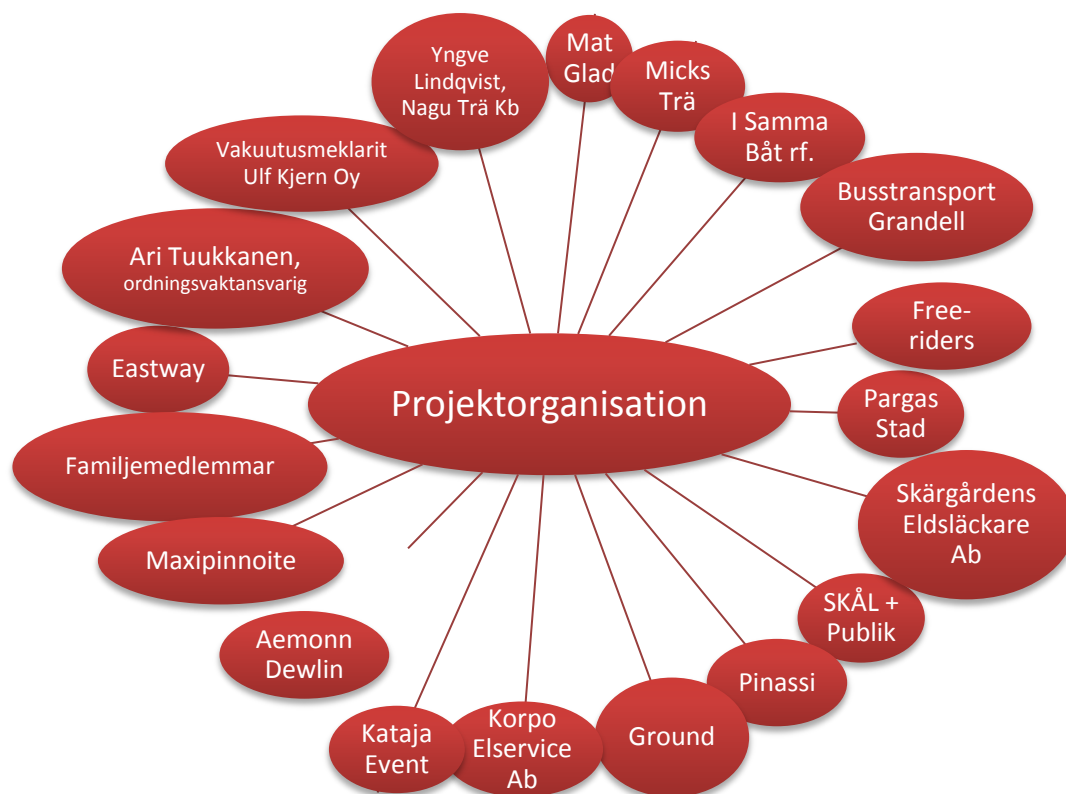 Mat
Glad
Micks
Trä
I Samma
Båt rf.
Busstransport
Grandell
Free-
riders
Pargas
Stad
Skärgårdens
Eldsläckare
Ab
SKÅL +
Publik
Pinassi
Ground
Korpo
Elservice
Ab
Kataja
Event
Aemonn
Dewlin
Maxipinnoite
Familjemedlemmar
Eastway
Ari Tuukkanen,
ordningsvaktansvarig
Vakuutusmeklarit
Ulf Kjern Oy
Yngve
Lindqvist,
Nagu Trä Kb
Projektorganisation